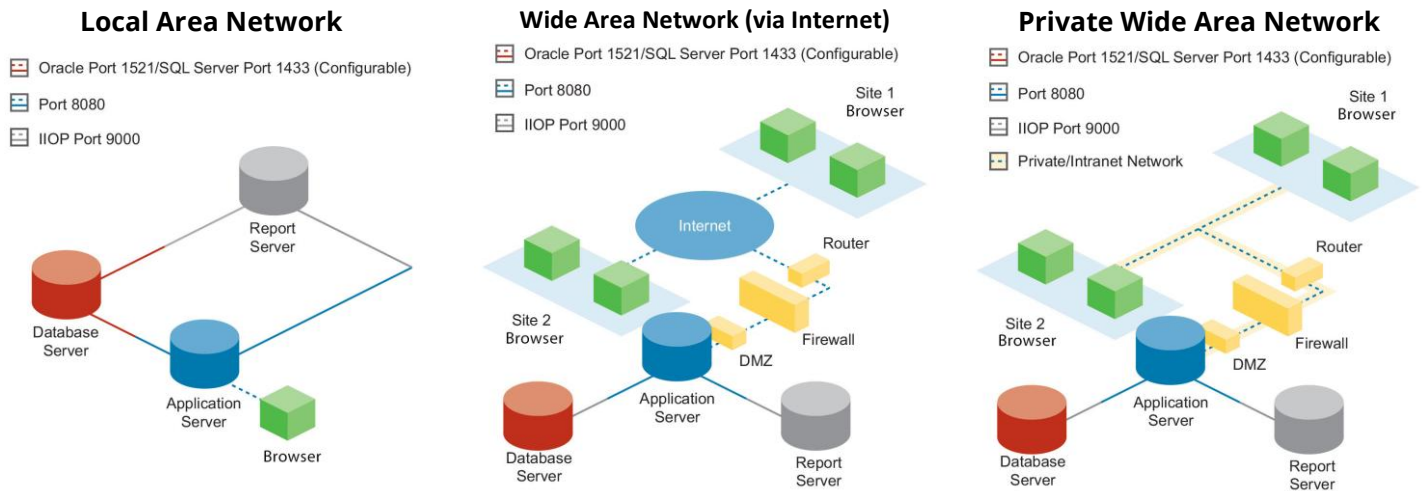 Local Area Network
Oracle Port 1521/SQL Server Port 1433 (Configurable)
Port 8080
IIOP Port 9000
Report
Server
Database
Server
Application
Server
Browser
Wide Area Network (via Internet)
Oracle Port 1521/SQL Server Port 1433 (Configurable)
Port 8080
IIOP Port 9000
Site 1
Browser
Internet
Router
Site 2
Browser
Firewall
DMZ
Application
Server
Database
Server
Report
Server
Private Wide Area Network
Oracle Port 1521/SQL Server Port 1433 (Configurable)
Port 8080
IIOP Port 9000
Private/Intranet Network
Site 1
Browser
Router
Site 2
Browser
Firewall
DMZ
Application
Server
Database
Server
Report
Server